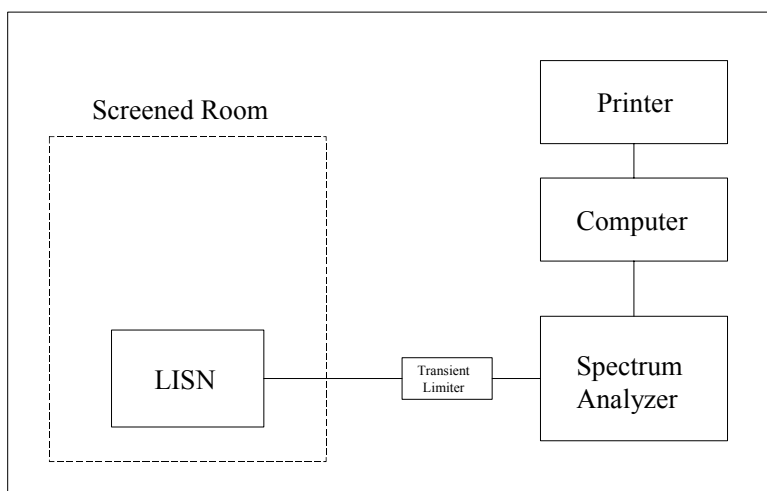 Printer
Screened Room
Computer
LISN
Transient
Limiter
Spectrum
Analyzer